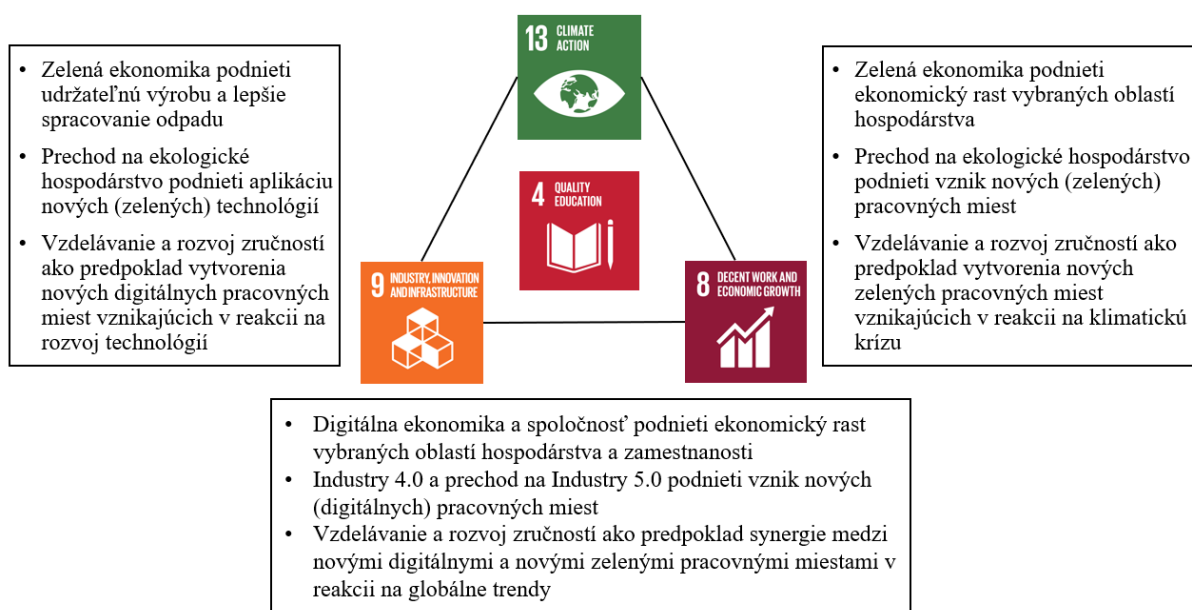 13 CLIMATE
ACTION
• Zelená ekonomika podnieti
udržateľnú výrobu a lepšie
spracovanie odpadu
• Prechod na ekologické
hospodárstvo podnieti aplikáciu
nových (zelených) technológií
• Vzdelávanie a rozvoj zručností
ako predpoklad vytvorenia
nových digitálnych pracovných
miest vznikajúcich v reakcii na
rozvoj technológií
4 QUALITY
EDUCATION
9 INDUSTRY, INNOVATION
AND INFRASTRUCTURE
8 DECENT WORK AND
ECONOMIC GROWTH
• Zelená ekonomika podnieti
ekonomický rast vybraných oblastí
hospodárstva
• Prechod na ekologické hospodárstvo
podnieti vznik nových (zelených)
pracovných miest
• Vzdelávanie a rozvoj zručností ako
predpoklad vytvorenia nových
zelených pracovných miest
vznikajúcich v reakcii na klimatickú
krízu
• Digitálna ekonomika a spoločnosť podnieti ekonomický rast
vybraných oblastí hospodárstva a zamestnanosti
• Industry 4.0 a prechod na Industry 5.0 podnieti vznik nových
(digitálnych) pracovných miest
• Vzdelávanie a rozvoj zručností ako predpoklad synergie medzi
novými digitálnymi a novými zelenými pracovnými miestami v
reakcii na globálne trendy